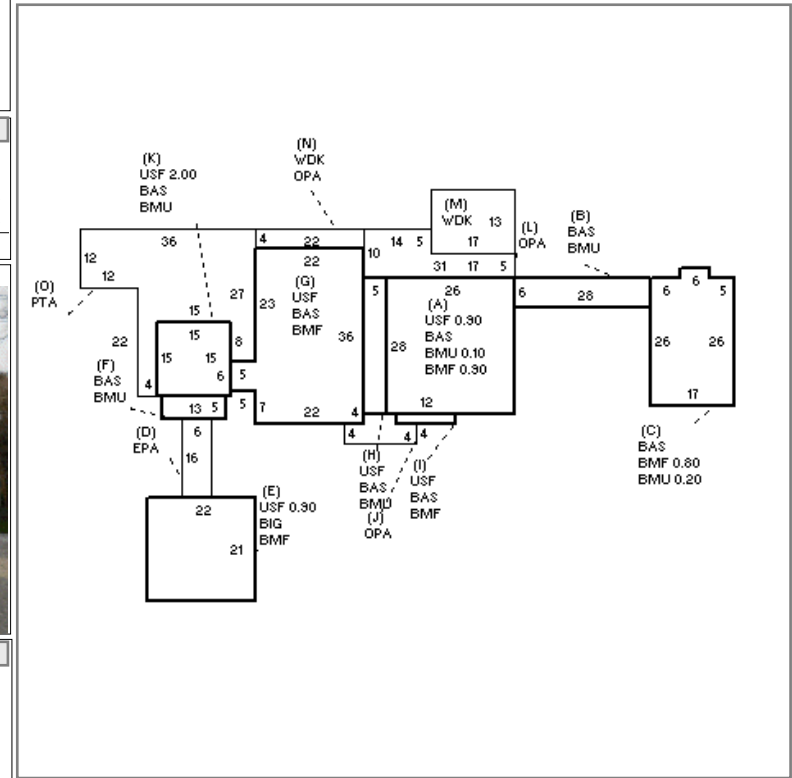 (N)
WDK
OPA
(K)
USF 2.00
BAS
BMU
(M)
WDK 13
17
(L)
OPA
(B)
BAS
BMU
36
4 22
10 14 5
12
12
22
31 17 5
(O)
PTA
27
(G)
USF
BAS
BMF
23
36
5
26
(A)
USF 0.90
BAS
BMU 0.10
BMF 0.90
28
12
6 28
6 6 5
26 26
17
15
15
15 15
8
6 5
22
4
(F)
BAS
BMU
13 5
5 7
22 4
4 4 4
(D)
EPA
6
16
(H)
USF
BAS
BMU
(I)
USF
BAS
BMF
(J)
OPA
(C)
BAS
BMF 0.80
BMU 0.20
(E)
USF 0.90
BIG
BMF
22
21